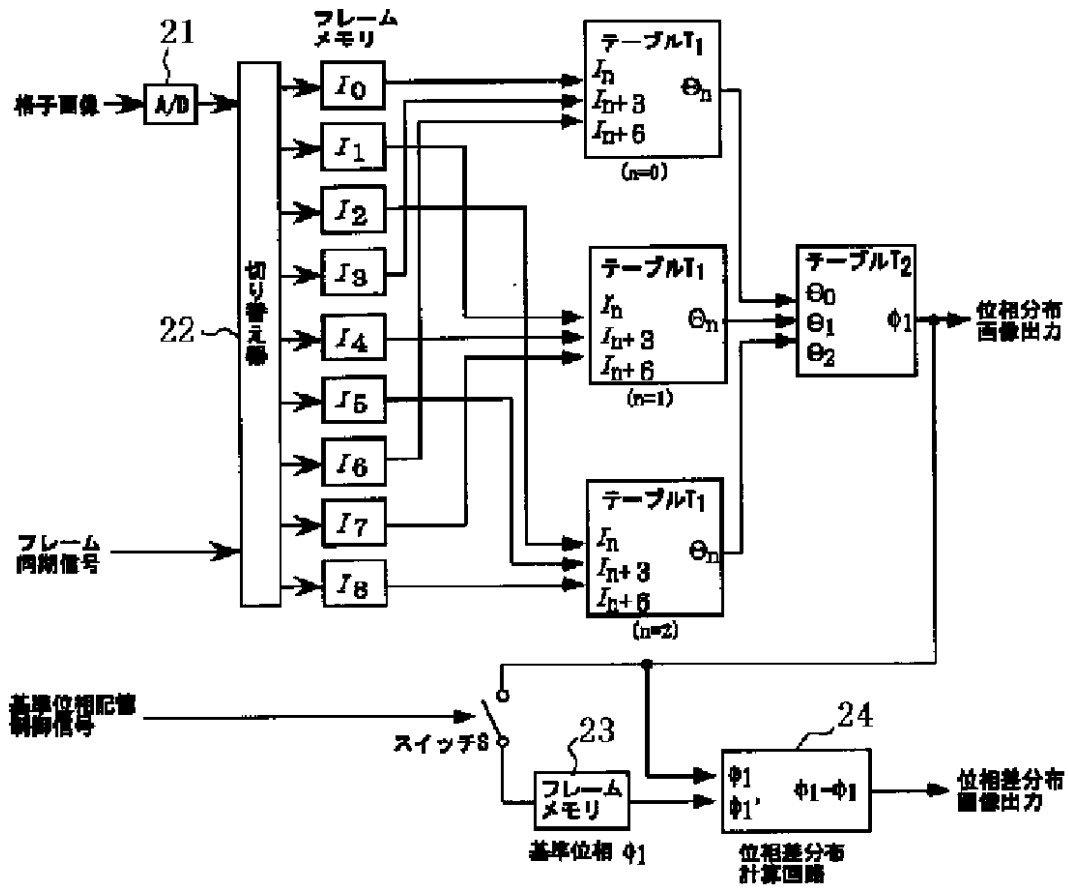 フレーム
メモリ
21
格子画像
A/D
22
切り替え器
I0
I1
I2
I3
I4
I5
I6
I7
I8
フレーム
同期信号
テーブルT1
In
In+3
In+6
Θn
(n=0)
テーブルT1
In
In+3
In+6
Θn
(n=1)
テーブルT1
In
In+3
In+6
Θn
(n=2)
テーブルT2
Θ0
Θ1
Θ2
ϕ1
位相分布
画像出力
基準位相記憶
制御信号
スイッチS
23
フレーム
メモリ
基準位相 ϕ1
24
ϕ1
ϕ1'
ϕ1-ϕ1
位相差分布
計算回路
位相差分布
画像出力